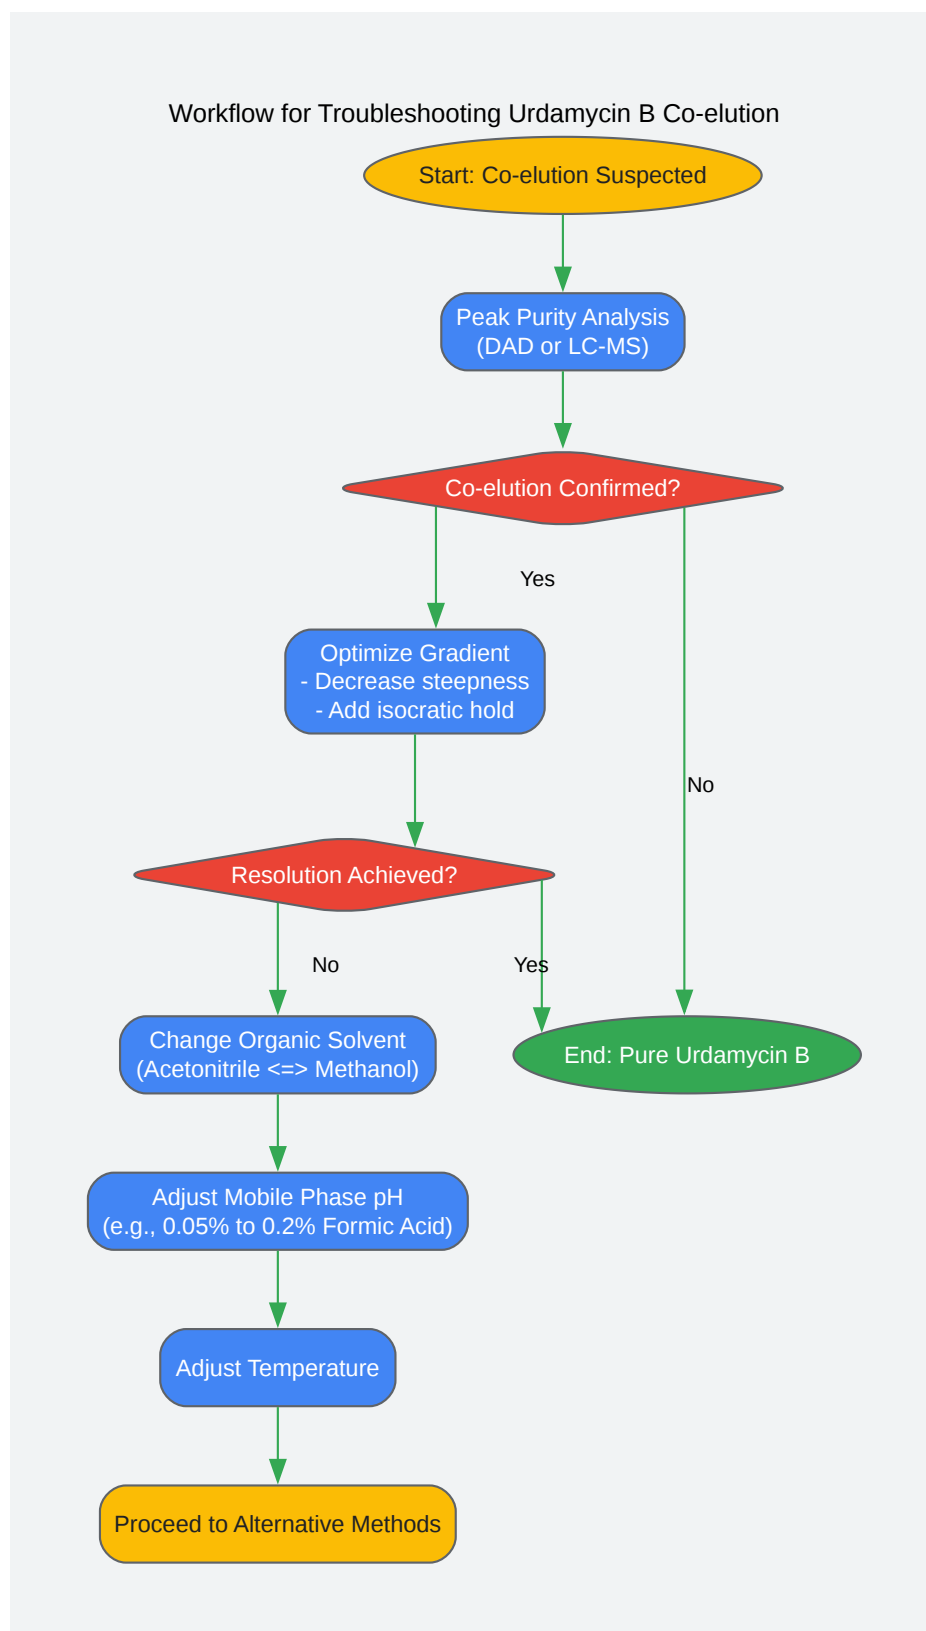 Workflow for Troubleshooting Urdamycin B Co-elution
Start: Co-elution Suspected
Peak Purity Analysis
(DAD or LC-MS)
Co-elution Confirmed?
Yes
Optimize Gradient
- Decrease steepness
- Add isocratic hold
No
Resolution Achieved?
No
Yes
Change Organic Solvent
(Acetonitrile <=> Methanol)
End: Pure Urdamycin B
Adjust Mobile Phase pH
(e.g., 0.05% to 0.2% Formic Acid)
Adjust Temperature
Proceed to Alternative Methods